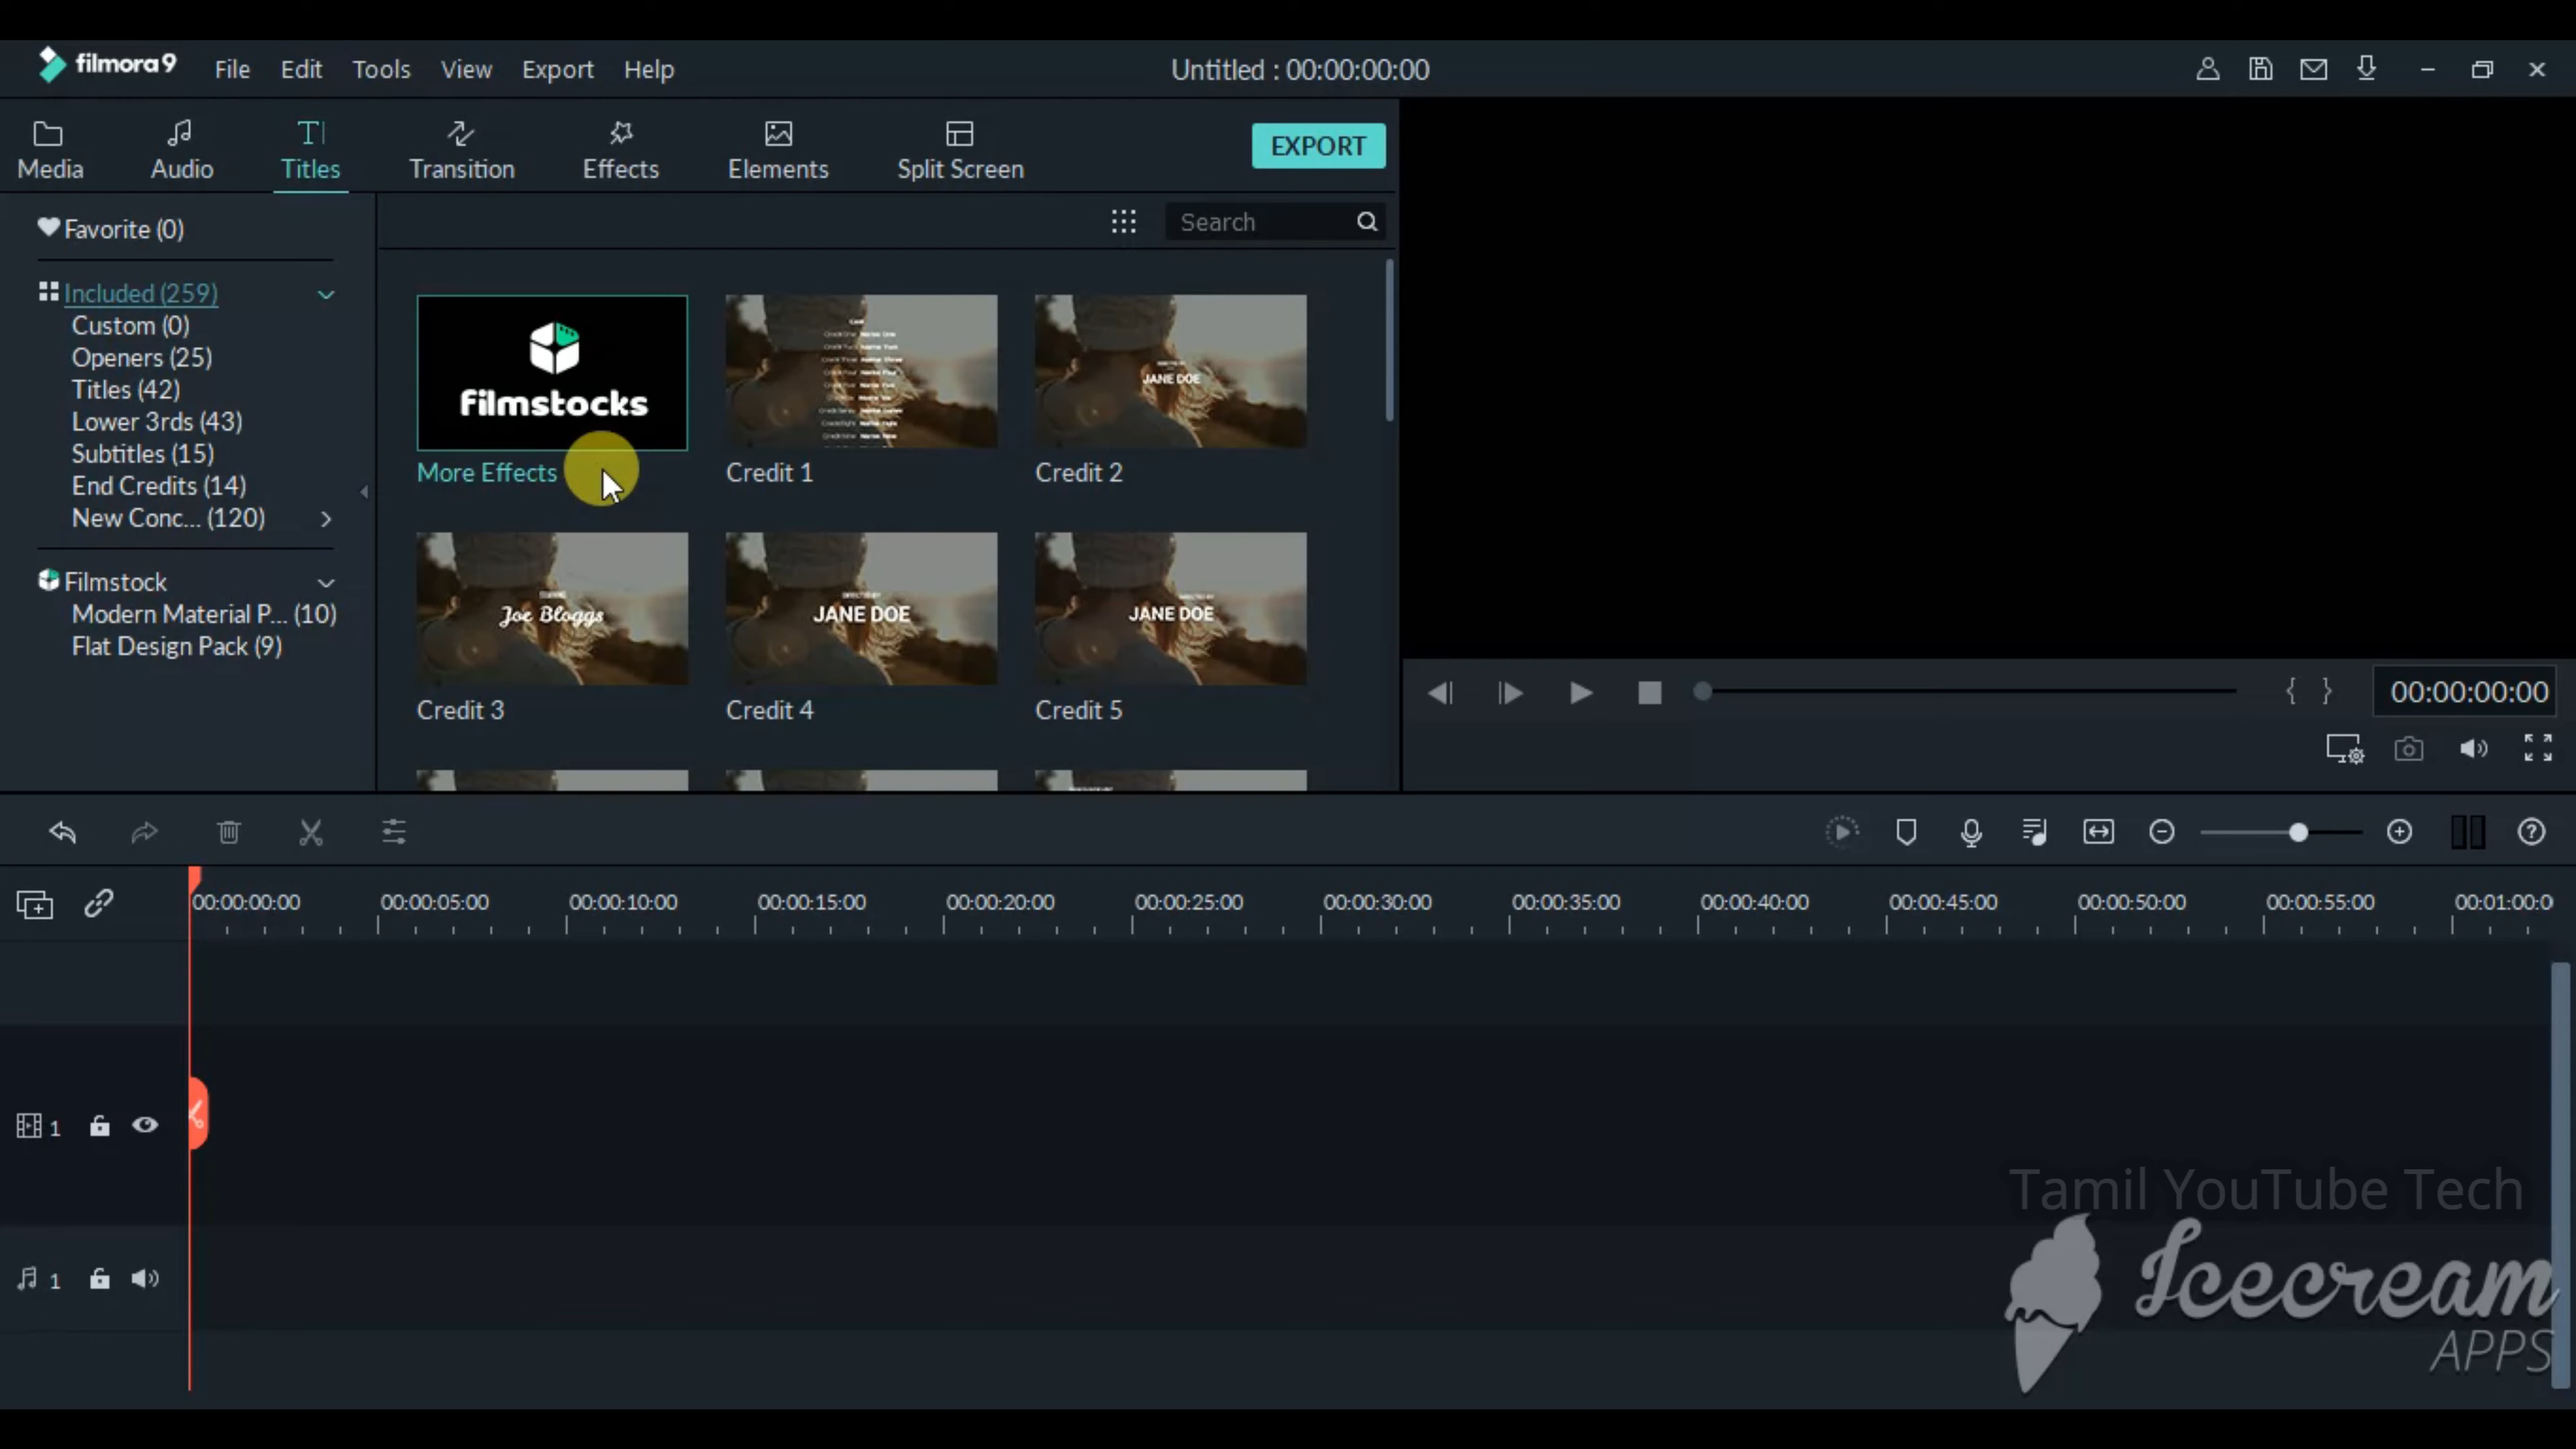 filmora9 File Edit Tools View Export Help
Untitled : 00:00:00:00
Media Audio Titles Transition Effects Elements Split Screen
EXPORT
Search
Favorite (0)
Included (259)
Custom (0)
Openers (25)
Titles (42)
Lower 3rds (43)
Subtitles (15)
End Credits (14)
New Conc... (120)
Filmstock
Modern Material P... (10)
Flat Design Pack (9)
filmstocks
More Effects
JANE DOE
Credit 1
Credit 2
Joe Bloggs
JANE DOE
JANE DOE
Credit 3
Credit 4
Credit 5
00:00:00:00
00:00:00:00 00:00:05:00 00:00:10:00 00:00:15:00 00:00:20:00 00:00:25:00 00:00:30:00 00:00:35:00 00:00:40:00 00:00:45:00 00:00:50:00 00:00:55:00 00:01:00:0
1
1
Tamil YouTube Tech
Icecream
APPS